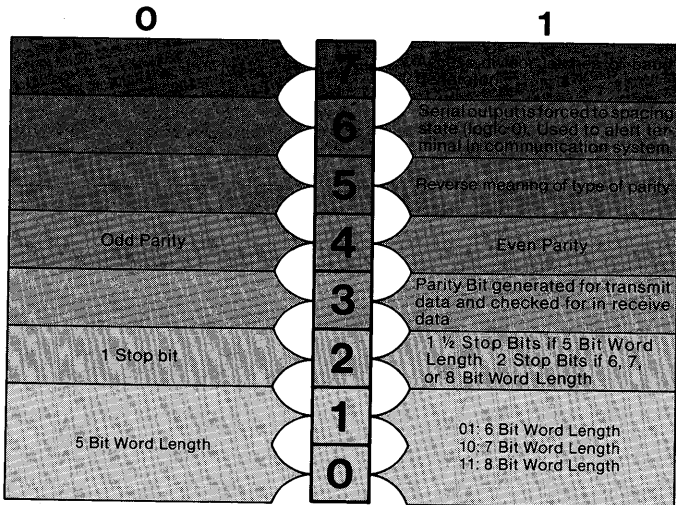 0 1
7
6
Serial output is forced to spacing
state (logic 0). Used to alert ter-
minal in communication system.
5
Reverse meaning of type of parity
Odd Parity
4
Even Parity
3
Parity Bit generated for transmit
data and checked for in receive
data
1 Stop bit
2
1 ½ Stop Bits if 5 Bit Word
Length 2 Stop Bits if 6, 7,
or 8 Bit Word Length
5 Bit Word Length
1
0
01: 6 Bit Word Length
10: 7 Bit Word Length
11: 8 Bit Word Length